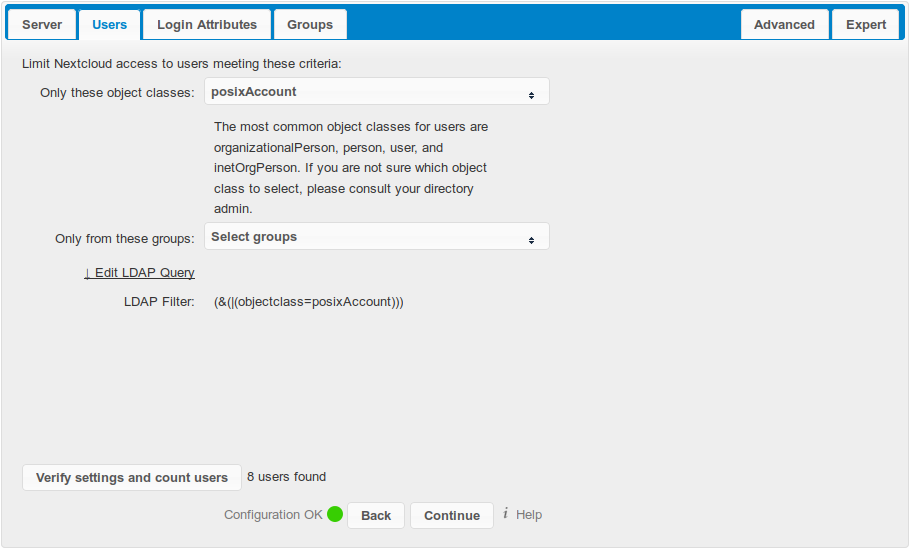 Server Users Login Attributes Groups Advanced Expert
Limit Nextcloud access to users meeting these criteria:
Only these object classes: posixAccount
The most common object classes for users are
organizationalPerson, person, user, and
inetOrgPerson. If you are not sure which object
class to select, please consult your directory
admin.
Only from these groups: Select groups
↓ Edit LDAP Query
LDAP Filter: (&(|(objectclass=posixAccount)))
Verify settings and count users 8 users found
Configuration OK Back Continue i Help